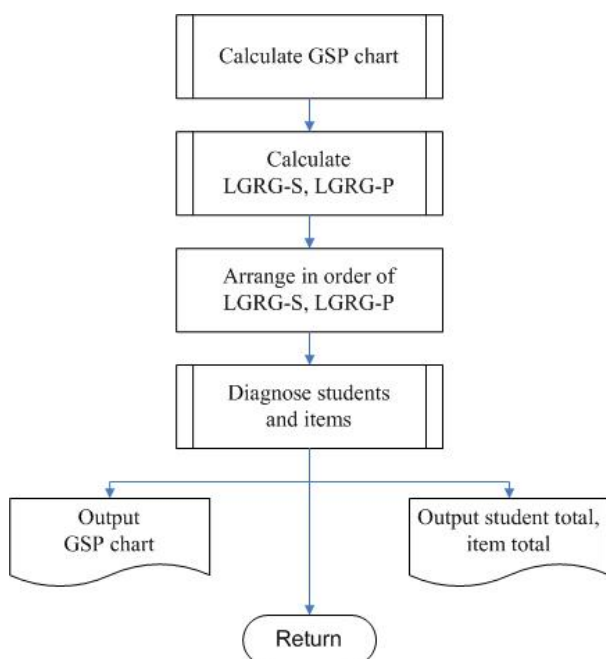 Calculate GSP chart
Calculate
LGRG-S, LGRG-P
Arrange in order of
LGRG-S, LGRG-P
Diagnose students
and items
Output
GSP chart
Output student total,
item total
Return